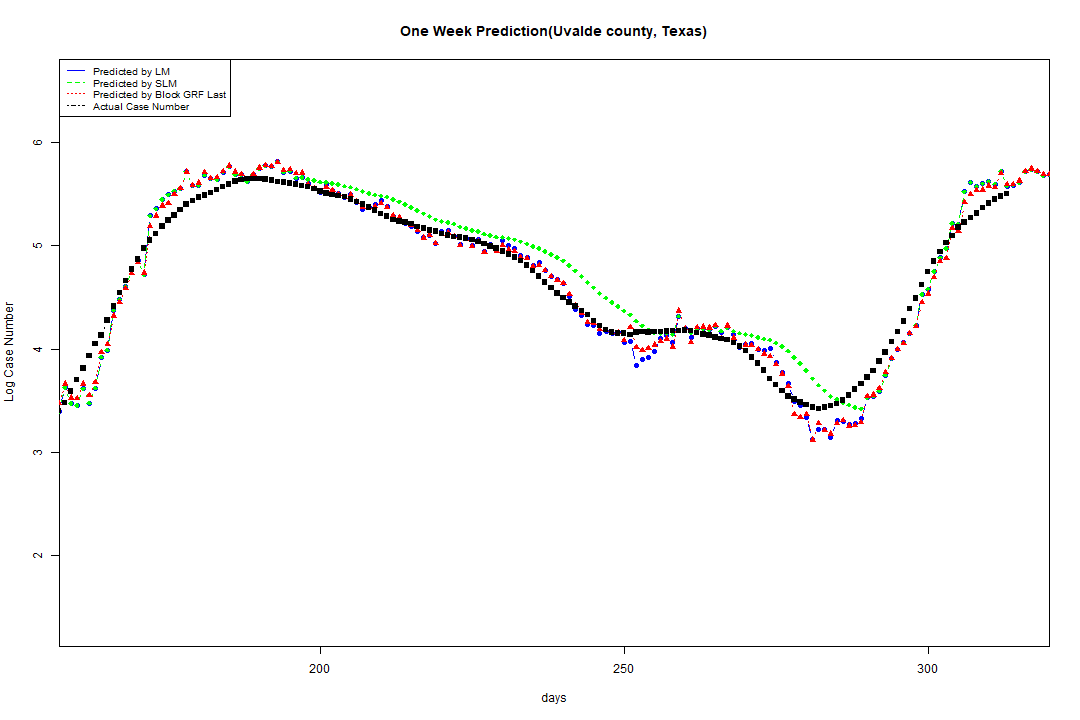 One Week Prediction(Uvalde county, Texas)
Predicted by LM
Predicted by SLM
Predicted by Block GRF Last
Actual Case Number
6
5
4
3
2
Log Case Number
200
250
300
days